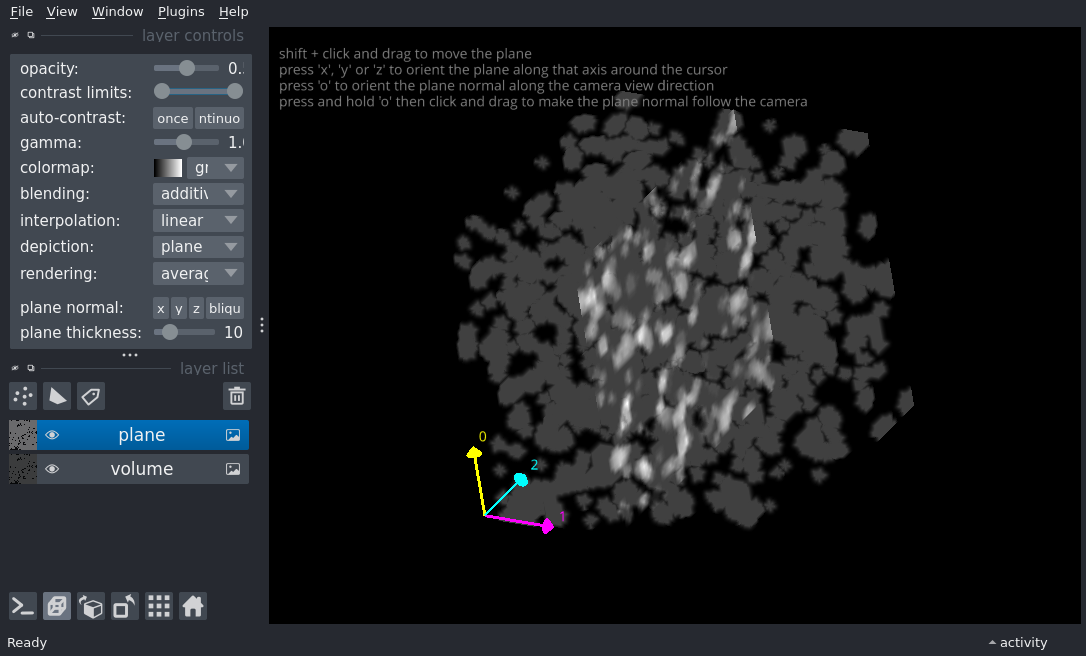 File View Window Plugins Help
layer controls
opacity: 0.
contrast limits:
auto-contrast: once ntinuo
gamma: 1.0
colormap: gr
blending: additiv
interpolation: linear
depiction: plane
rendering: averag
plane normal: x y z bliqu
plane thickness: 10
layer list
plane
volume
Ready
shift + click and drag to move the plane
press 'x', 'y' or 'z' to orient the plane along that axis around the cursor
press 'o' to orient the plane normal along the camera view direction
press and hold 'o' then click and drag to make the plane normal follow the camera
0
2
1
activity